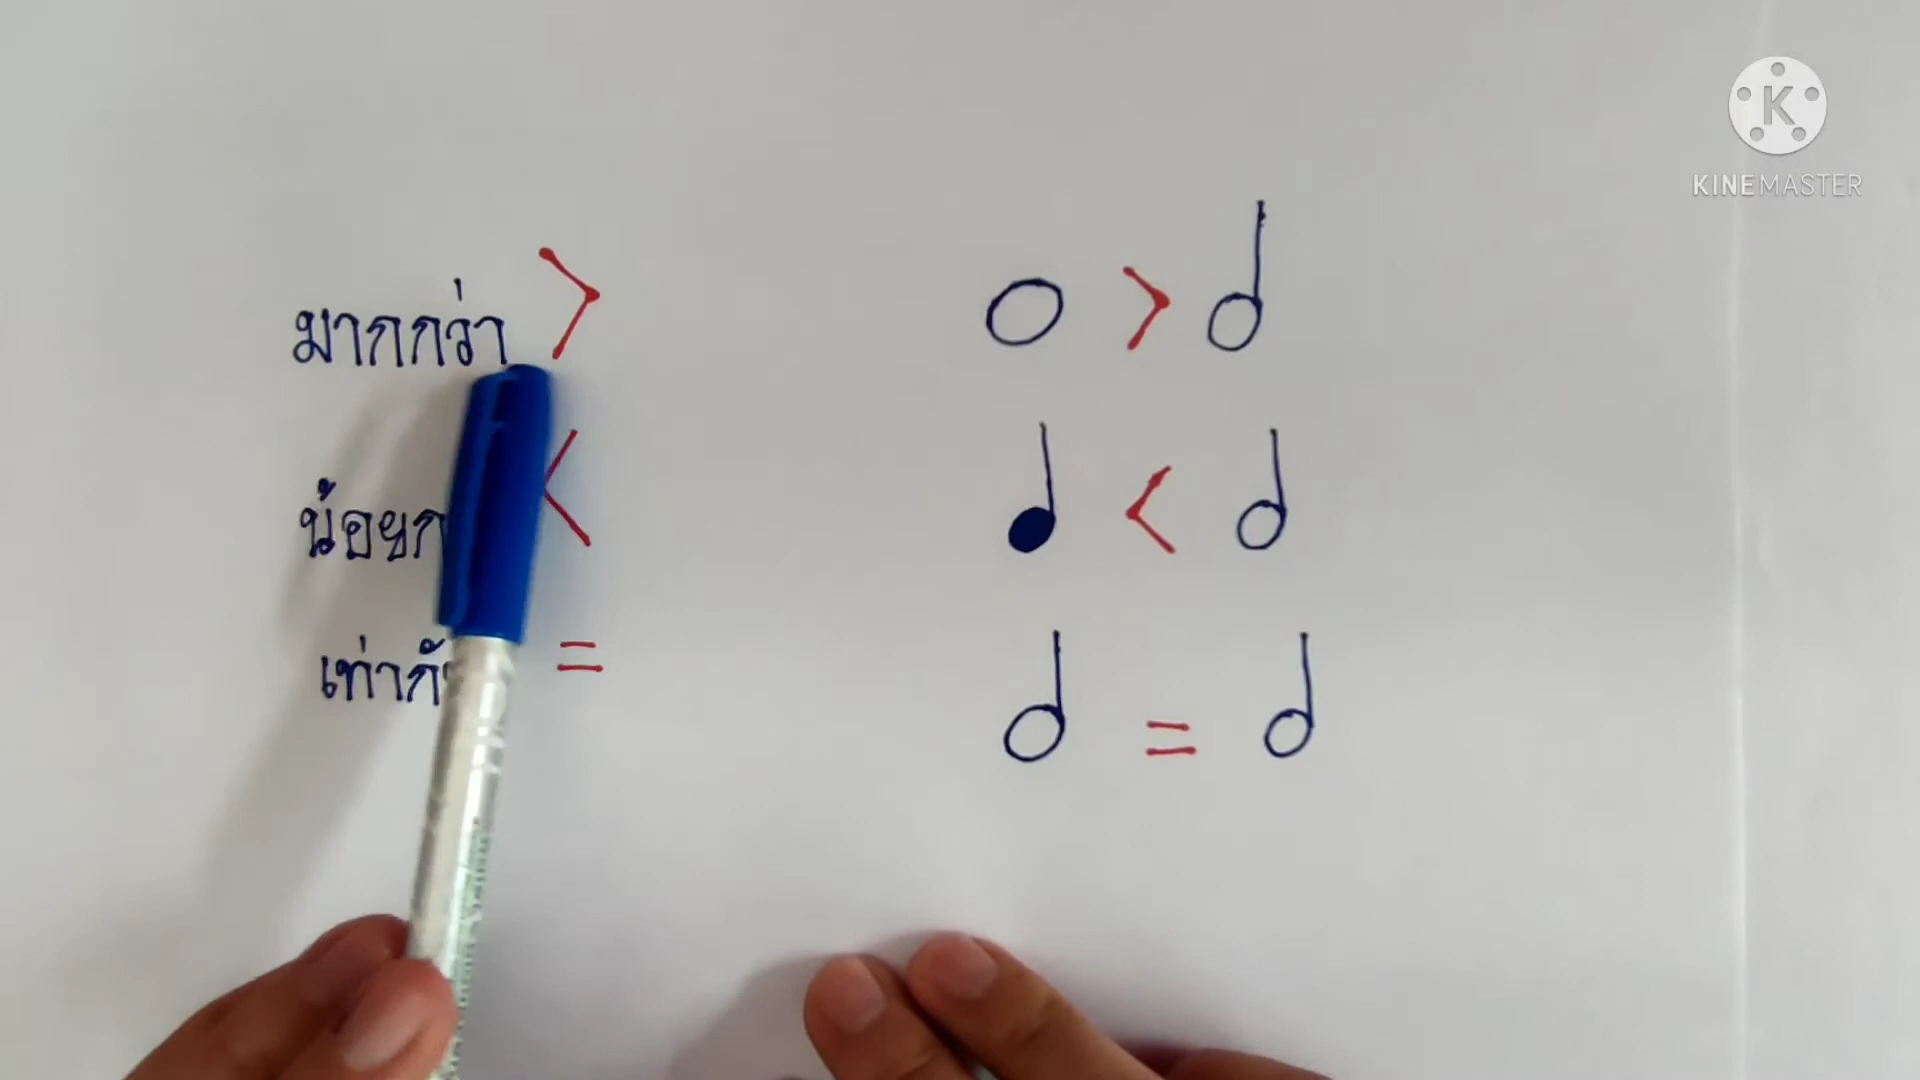 มากกว่า >
<
=
>
<
=
K
KINEMASTER